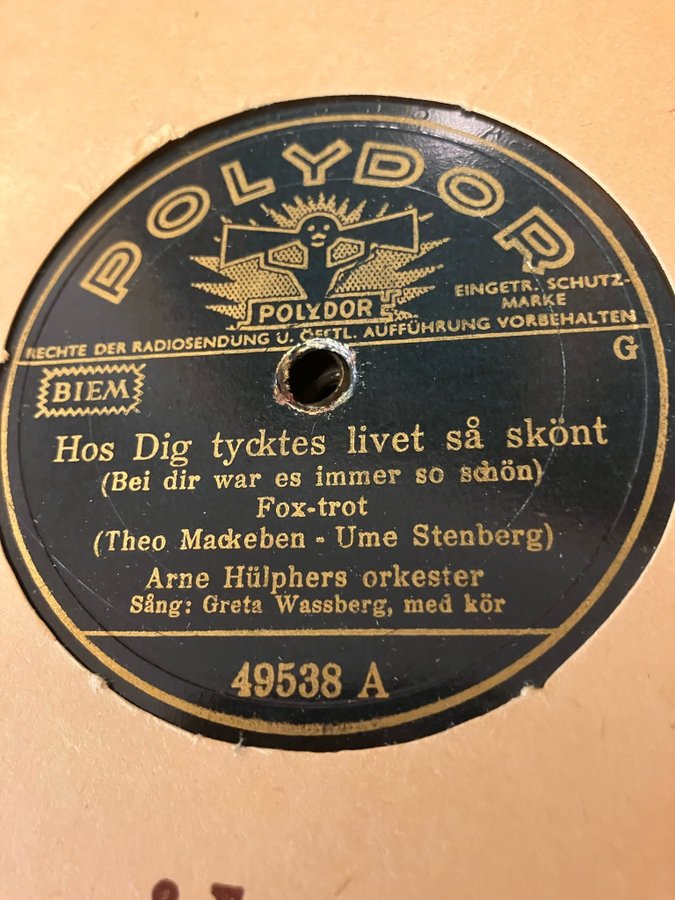 POLYDOR
POLYDOR
EINGETR. SCHUTZ-
MARKE
RECHTE DER RADIOSENDUNG U. ÖFFTL. AUFFÜHRUNG VORBEHALTEN
G
BIEM
Hos Dig tycktes livet så skönt
(Bei dir war es immer so schön)
Fox-trot
(Theo Mackeben - Ume Stenberg)
Arne Hülphers orkester
Sång: Greta Wassberg, med kör
49538 A